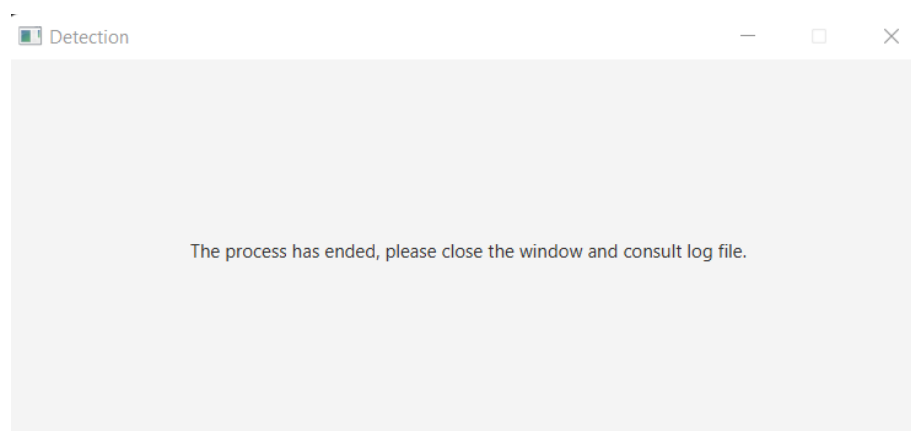 Detection
The process has ended, please close the window and consult log file.